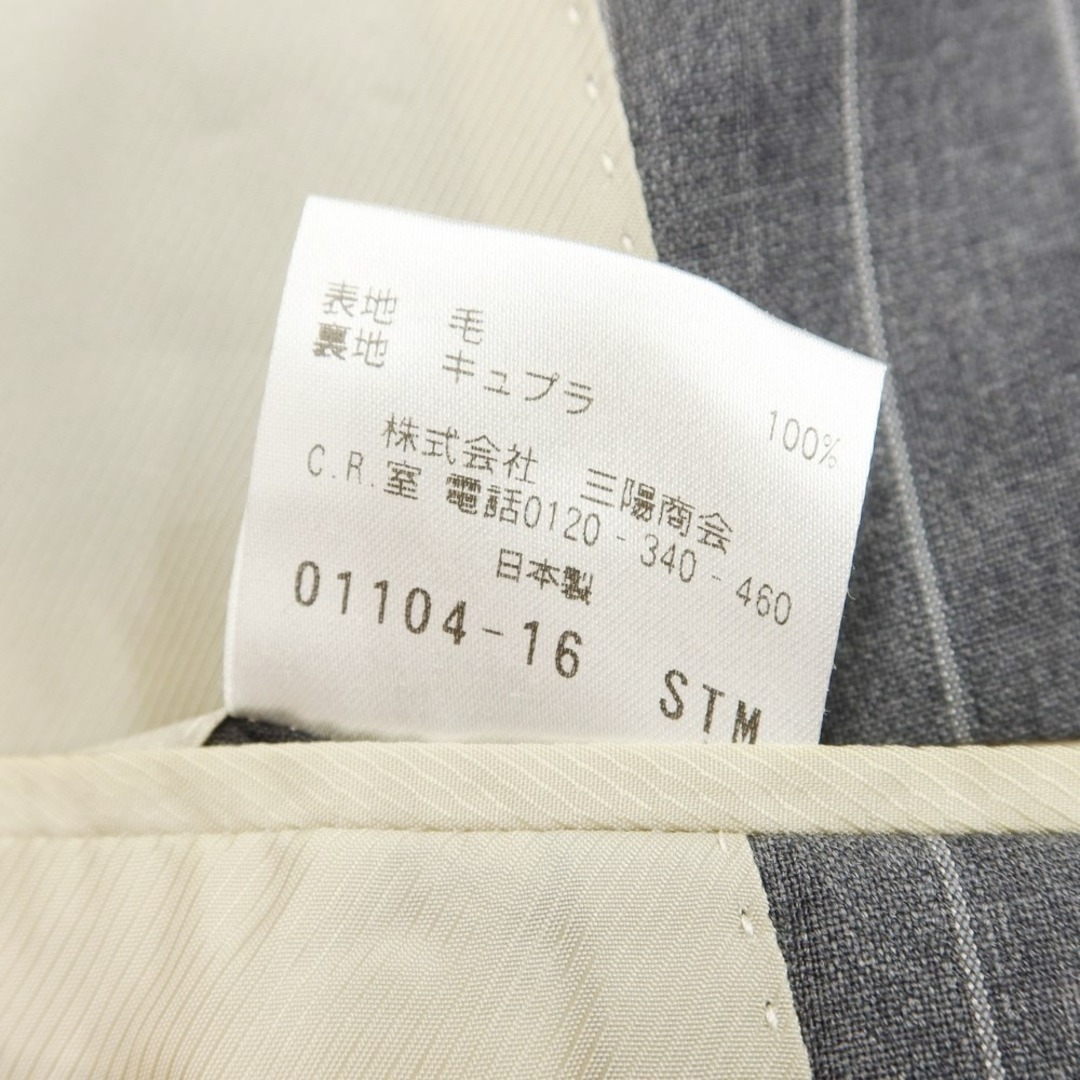 表地 毛 100%
裏地 キュプラ
株式会社 三陽商会
C.R.室 電話0120-340-460
日本製
01104-16 STM